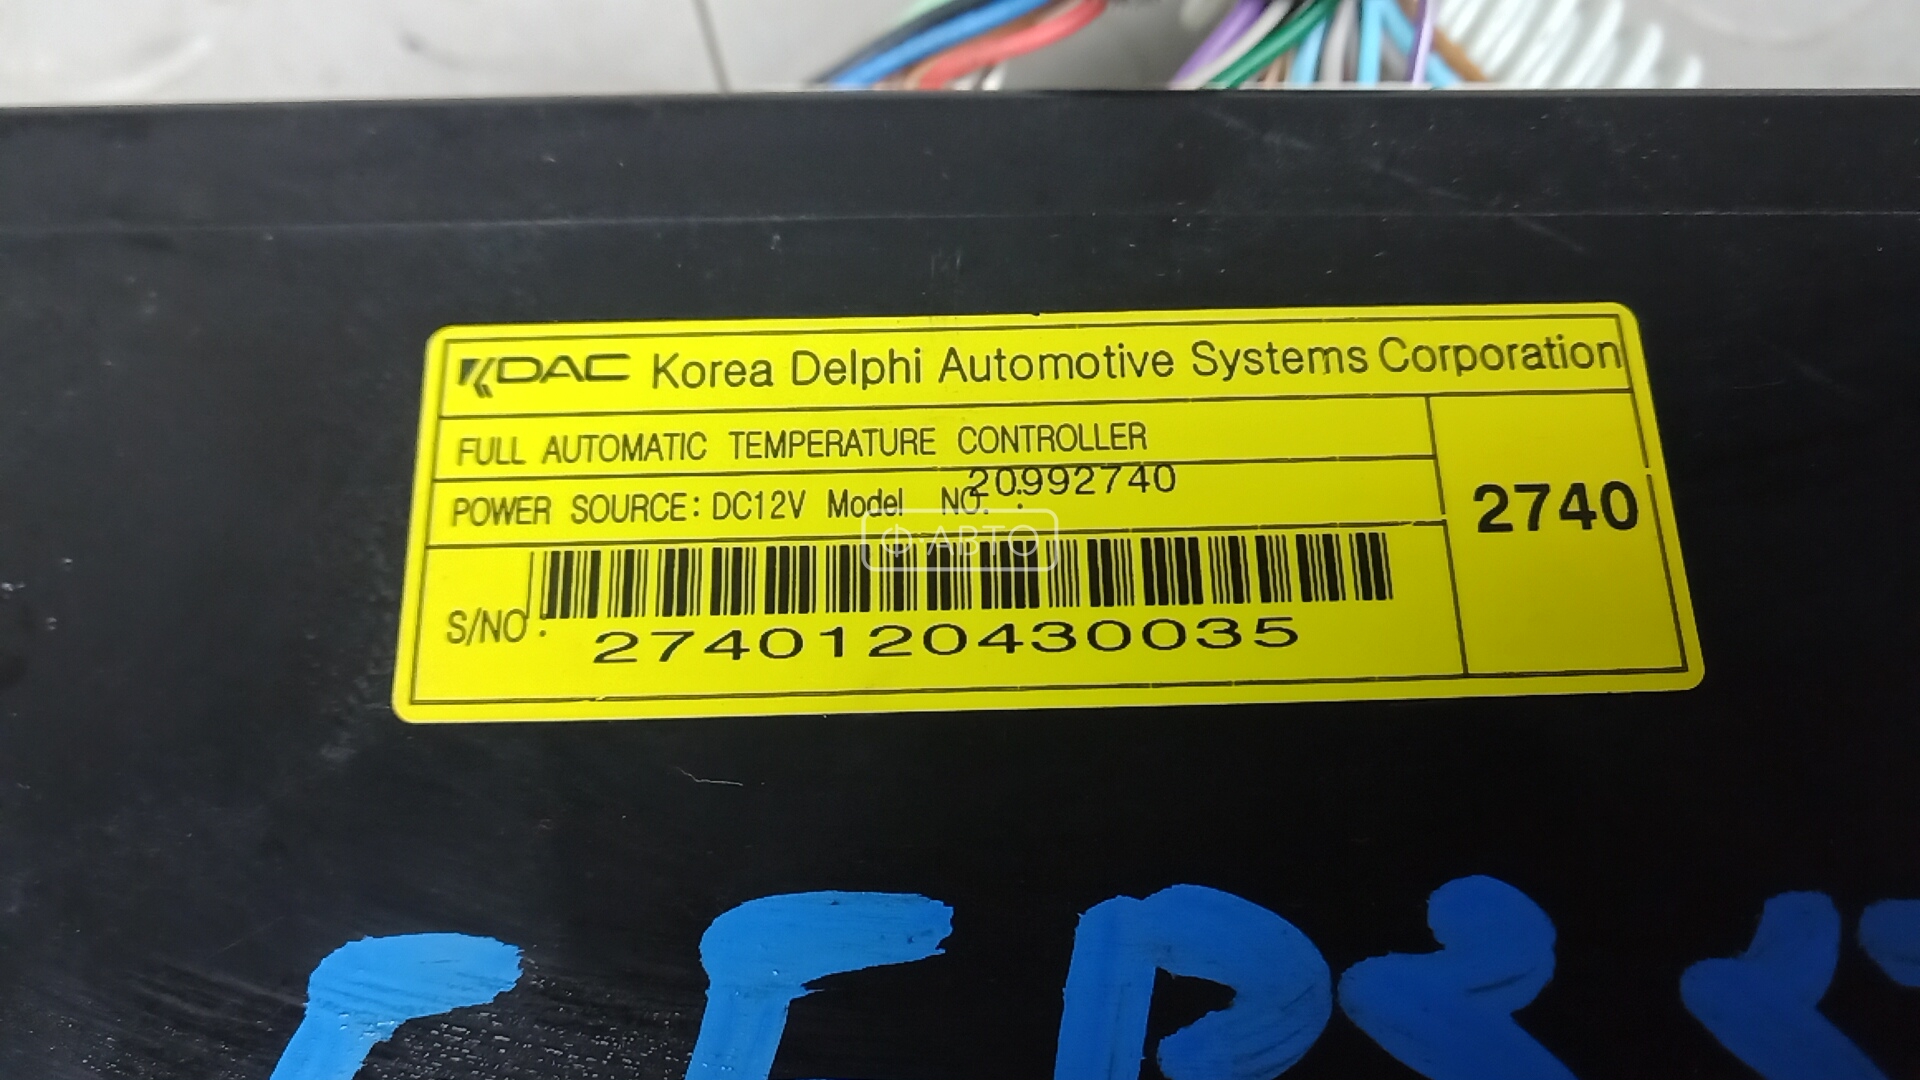 KDAC Korea Delphi Automotive Systems Corporation
FULL AUTOMATIC TEMPERATURE CONTROLLER
POWER SOURCE: DC12V Model NO. : 20992740
2740
S/NO : 2740120430035
Ф АВТО